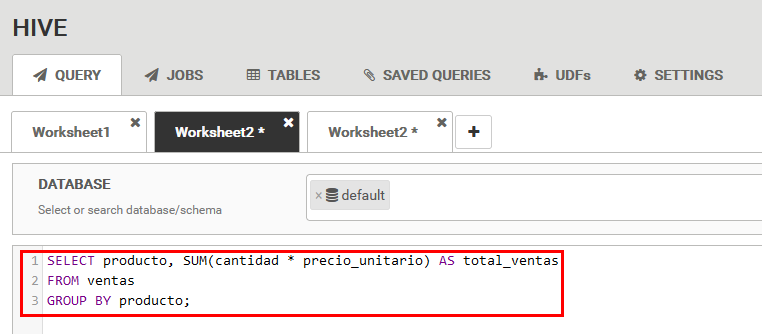 HIVE
QUERY JOBS TABLES SAVED QUERIES UDFs SETTINGS
Worksheet1 Worksheet2 * Worksheet2 * +
DATABASE
× default
Select or search database/schema
1 SELECT producto, SUM(cantidad * precio_unitario) AS total_ventas
2 FROM ventas
3 GROUP BY producto;